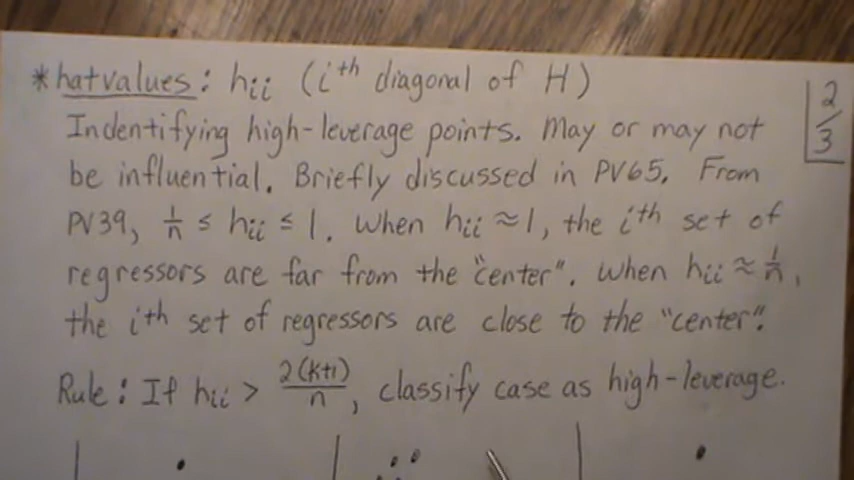 *hatvalues: hᵢᵢ (iᵗʰ diagonal of H)
Indentifying high-leverage points. May or may not
be influential. Briefly discussed in PV65. From
PV39, 1/n ≤ hᵢᵢ ≤ 1. When hᵢᵢ ≈ 1, the iᵗʰ set of
regressors are far from the "center". When hᵢᵢ ≈ 1/n,
the iᵗʰ set of regressors are close to the "center".
Rule: If hᵢᵢ > 2(k+1)/n, classify case as high-leverage.
2/3